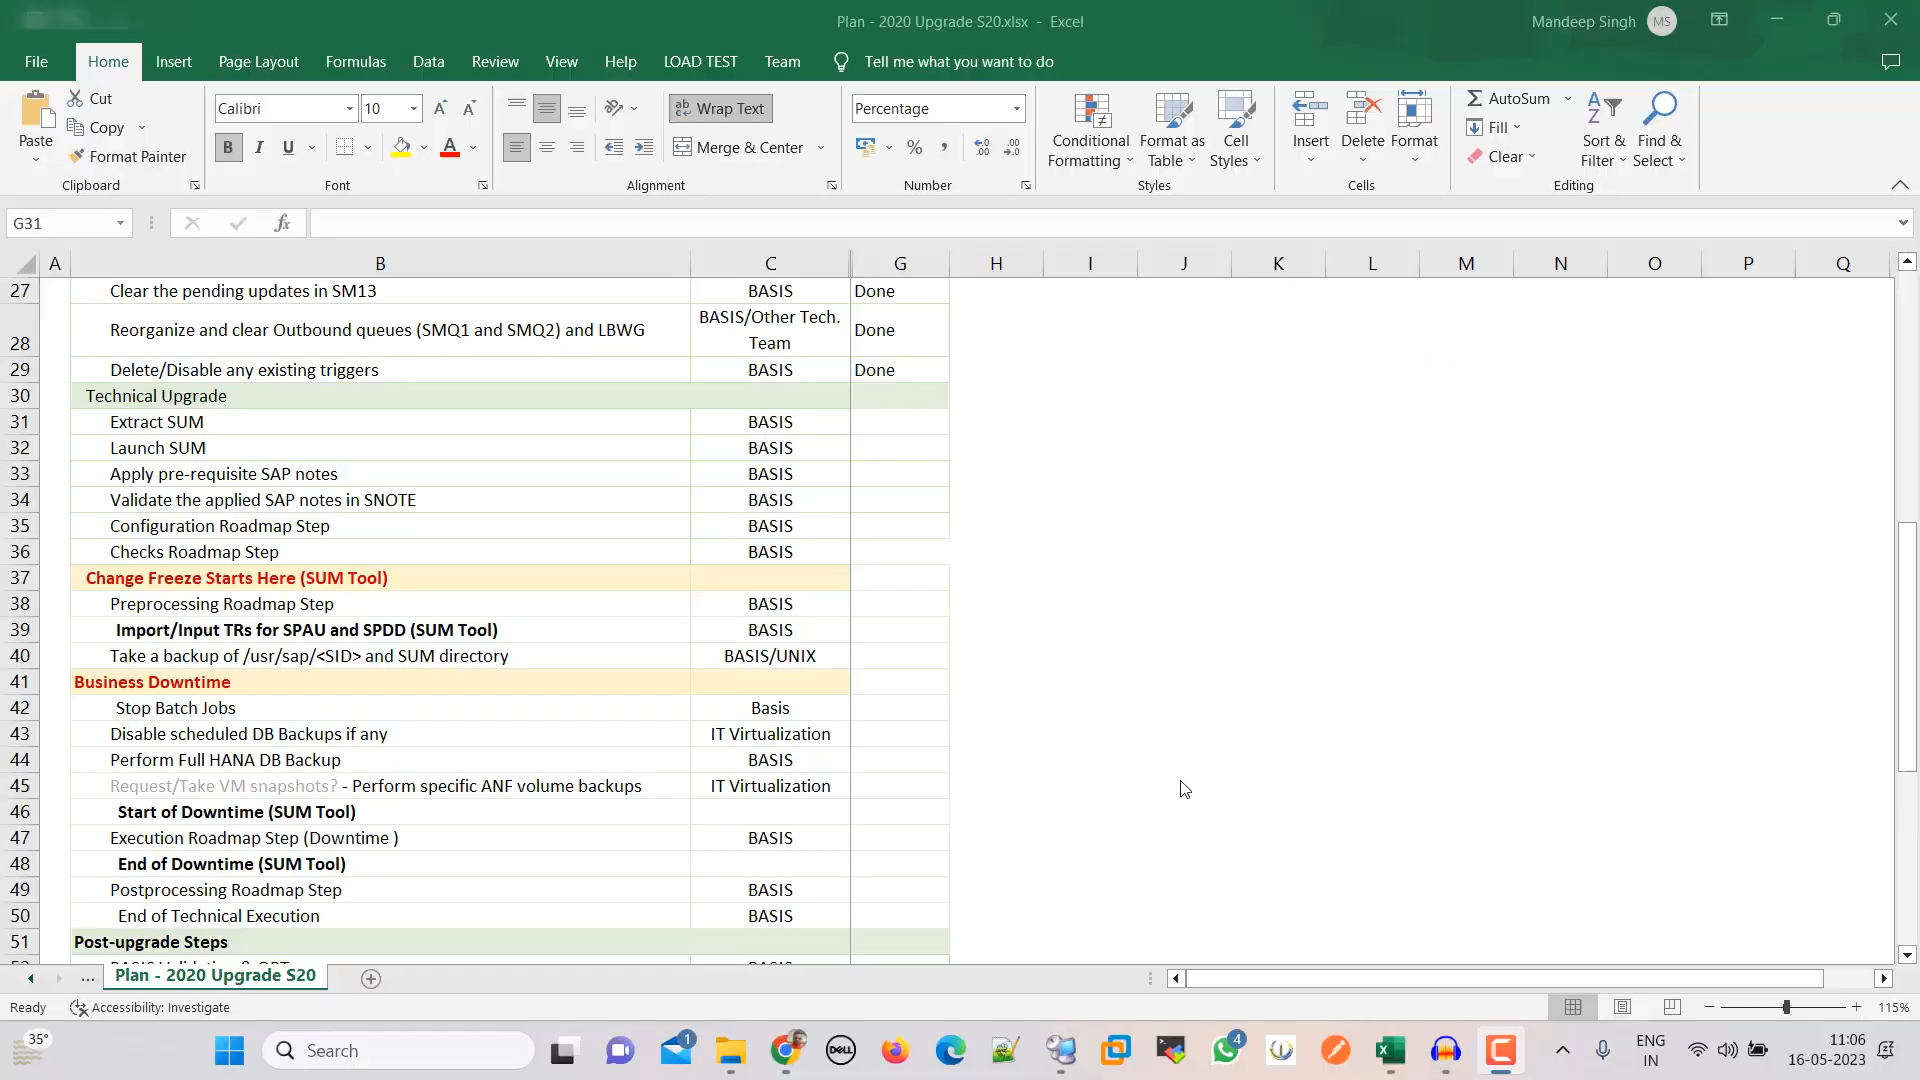 Plan - 2020 Upgrade S20.xlsx - Excel
Mandeep Singh MS
File Home Insert Page Layout Formulas Data Review View Help LOAD TEST Team Tell me what you want to do
Paste
Cut
Copy
Format Painter
Clipboard
Calibri 10
B I U A
Font
Wrap Text
Merge & Center
Alignment
Percentage
%
Number
Conditional Formatting
Format as Table
Cell Styles
Styles
Insert
Delete
Format
Cells
AutoSum
Fill
Clear
Sort & Filter
Find & Select
Editing
G31
fx
A B C G H I J K L M N O P Q
27 Clear the pending updates in SM13 BASIS Done
28 Reorganize and clear Outbound queues (SMQ1 and SMQ2) and LBWG BASIS/Other Tech. Team Done
29 Delete/Disable any existing triggers BASIS Done
30 Technical Upgrade
31 Extract SUM BASIS
32 Launch SUM BASIS
33 Apply pre-requisite SAP notes BASIS
34 Validate the applied SAP notes in SNOTE BASIS
35 Configuration Roadmap Step BASIS
36 Checks Roadmap Step BASIS
37 Change Freeze Starts Here (SUM Tool)
38 Preprocessing Roadmap Step BASIS
39 Import/Input TRs for SPAU and SPDD (SUM Tool) BASIS
40 Take a backup of /usr/sap/<SID> and SUM directory BASIS/UNIX
41 Business Downtime
42 Stop Batch Jobs Basis
43 Disable scheduled DB Backups if any IT Virtualization
44 Perform Full HANA DB Backup BASIS
45 Request/Take VM snapshots? - Perform specific ANF volume backups IT Virtualization
46 Start of Downtime (SUM Tool)
47 Execution Roadmap Step (Downtime ) BASIS
48 End of Downtime (SUM Tool)
49 Postprocessing Roadmap Step BASIS
50 End of Technical Execution BASIS
51 Post-upgrade Steps
... Plan - 2020 Upgrade S20
Ready Accessibility: Investigate 115%
35°
Search
1
DELL
4
ENG
IN
11:06
16-05-2023